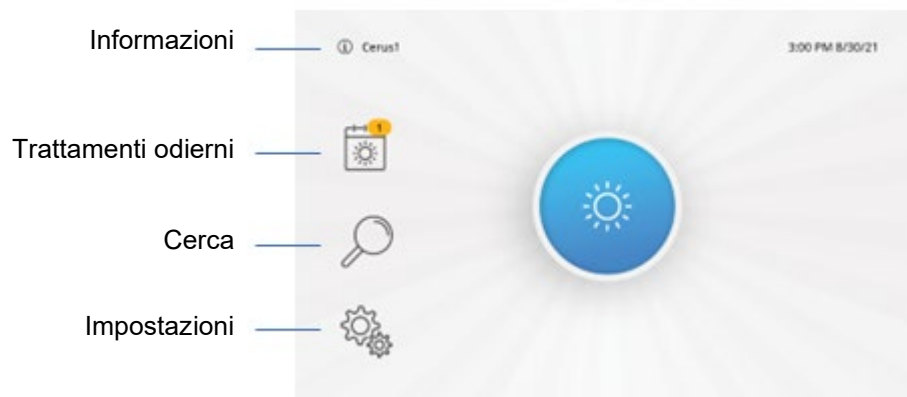 Informazioni
Cerus1
3:00 PM 8/30/21
1
Trattamenti odierni
Cerca
Impostazioni